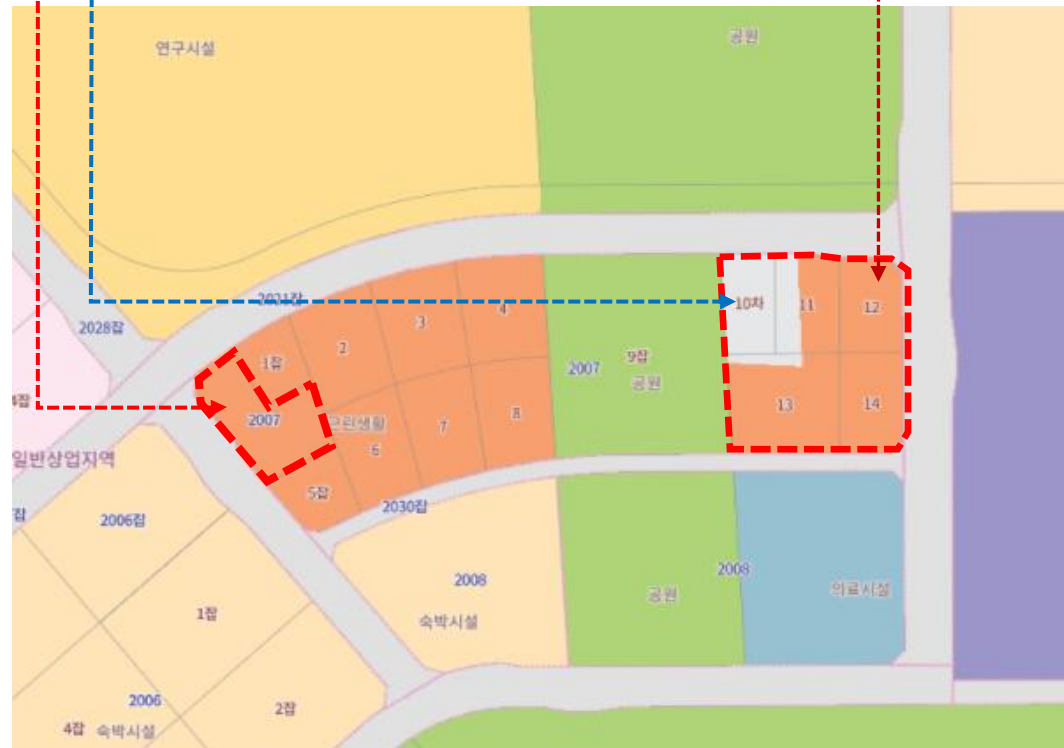 연구시설
공원
2021잡
2028잡
10차
11
12
3
4
2
1잡
9잡
2007
공원
2007
근린생활
6
7
8
13
14
일반상업지역
5잡
2030잡
2006잡
2008
숙박시설
2008
공원
의료시설
1잡
2006
2잡
4잡
숙박시설